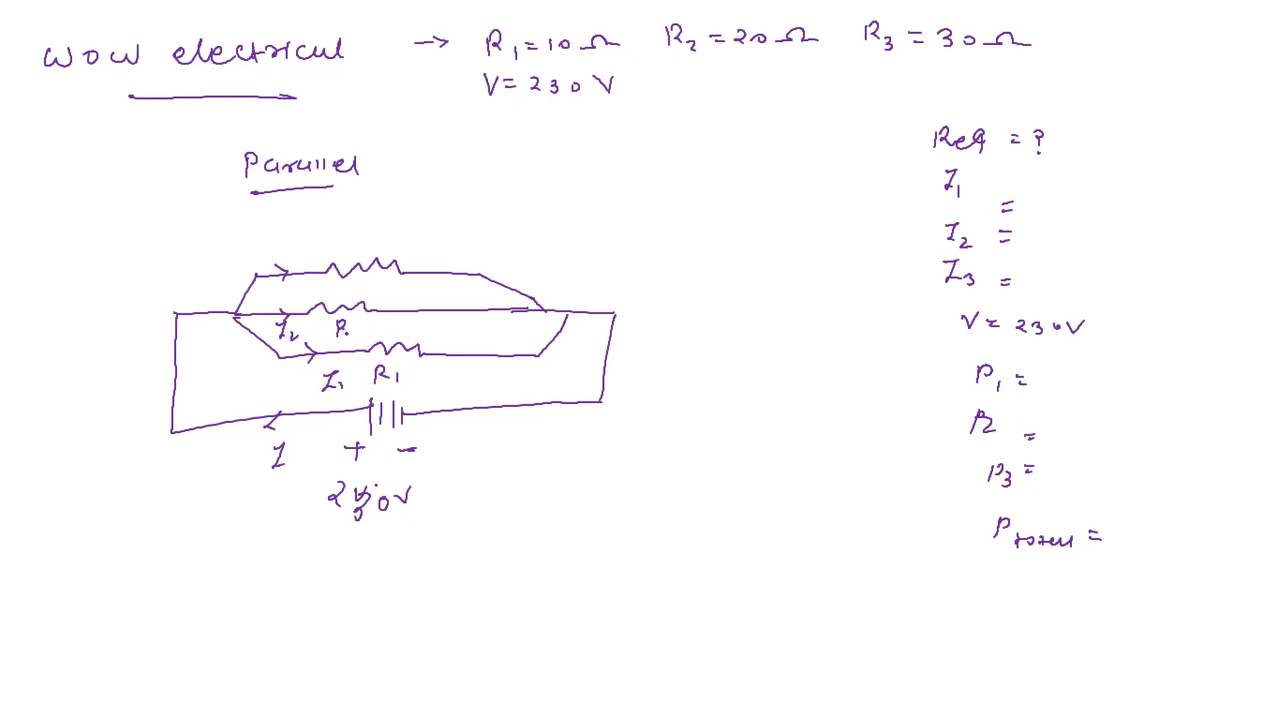 wow electrical → R1 = 10 Ω R2 = 20 Ω R3 = 30 Ω
V = 230 V
Parallel
Req = ?
I1 =
I2 =
I3 =
V = 230V
P1 =
P2 =
P3 =
Ptotal =
I2 R
I1 R1
I + -
230V